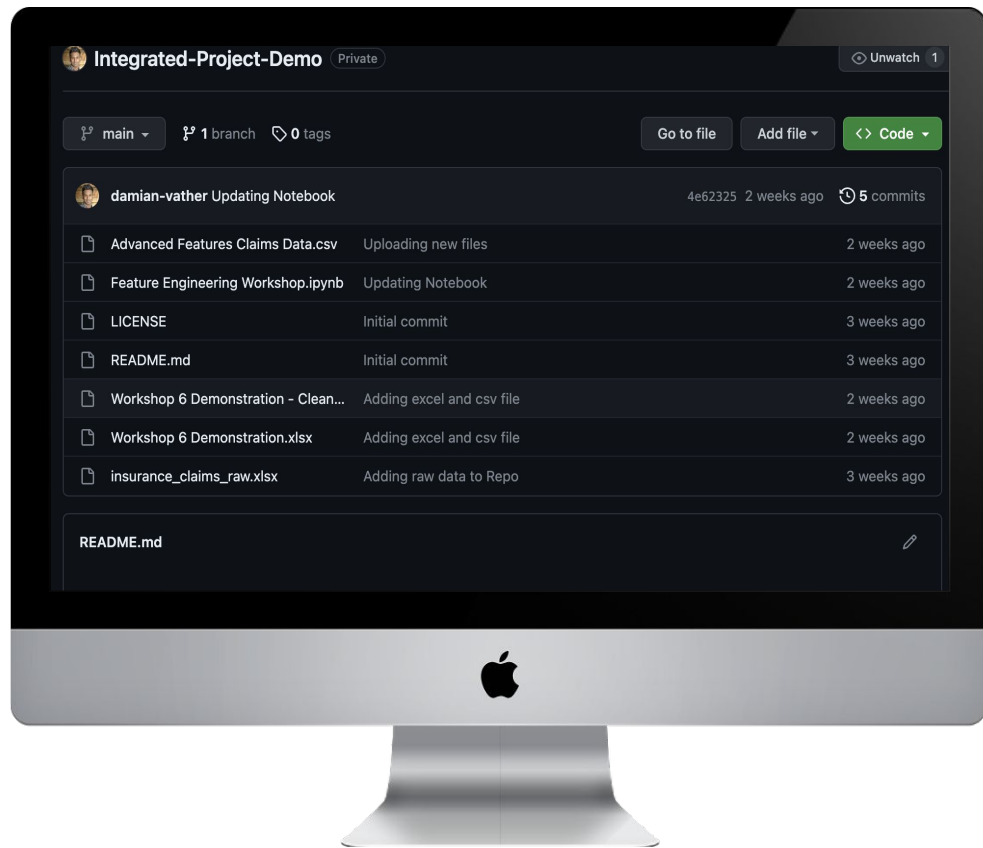 Integrated-Project-Demo Private Unwatch 1
main 1 branch 0 tags Go to file Add file Code
damian-vather Updating Notebook 4e62325 2 weeks ago 5 commits
Advanced Features Claims Data.csv Uploading new files 2 weeks ago
Feature Engineering Workshop.ipynb Updating Notebook 2 weeks ago
LICENSE Initial commit 3 weeks ago
README.md Initial commit 3 weeks ago
Workshop 6 Demonstration - Clean... Adding excel and csv file 2 weeks ago
Workshop 6 Demonstration.xlsx Adding excel and csv file 2 weeks ago
insurance_claims_raw.xlsx Adding raw data to Repo 3 weeks ago
README.md